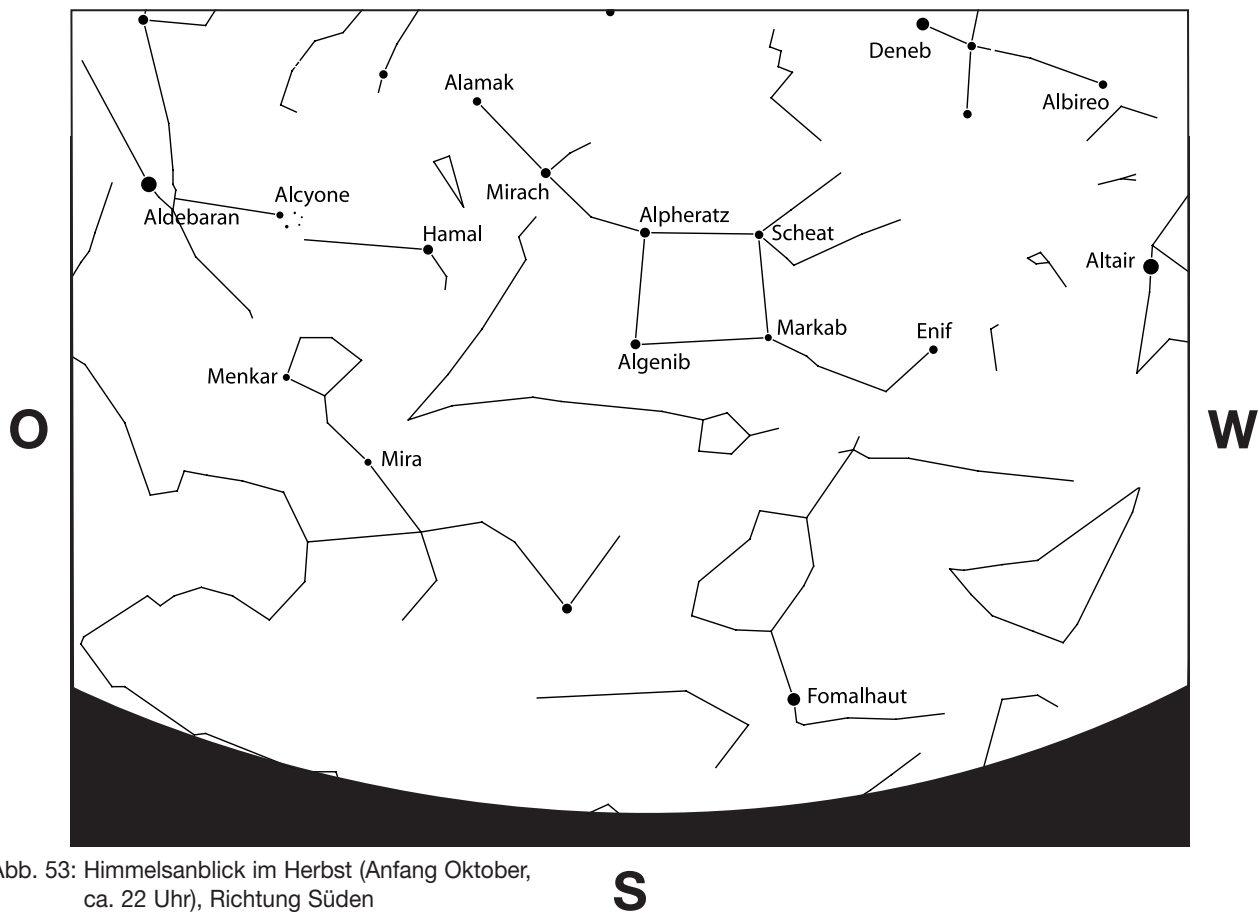 Deneb
Albireo
Alamak
Mirach
Alcyone
Aldebaran
Hamal
Alpheratz
Scheat
Altair
Markab
Enif
Algenib
Menkar
O
W
Mira
Fomalhaut
Abb. 53: Himmelsanblick im Herbst (Anfang Oktober,
ca. 22 Uhr), Richtung Süden
S